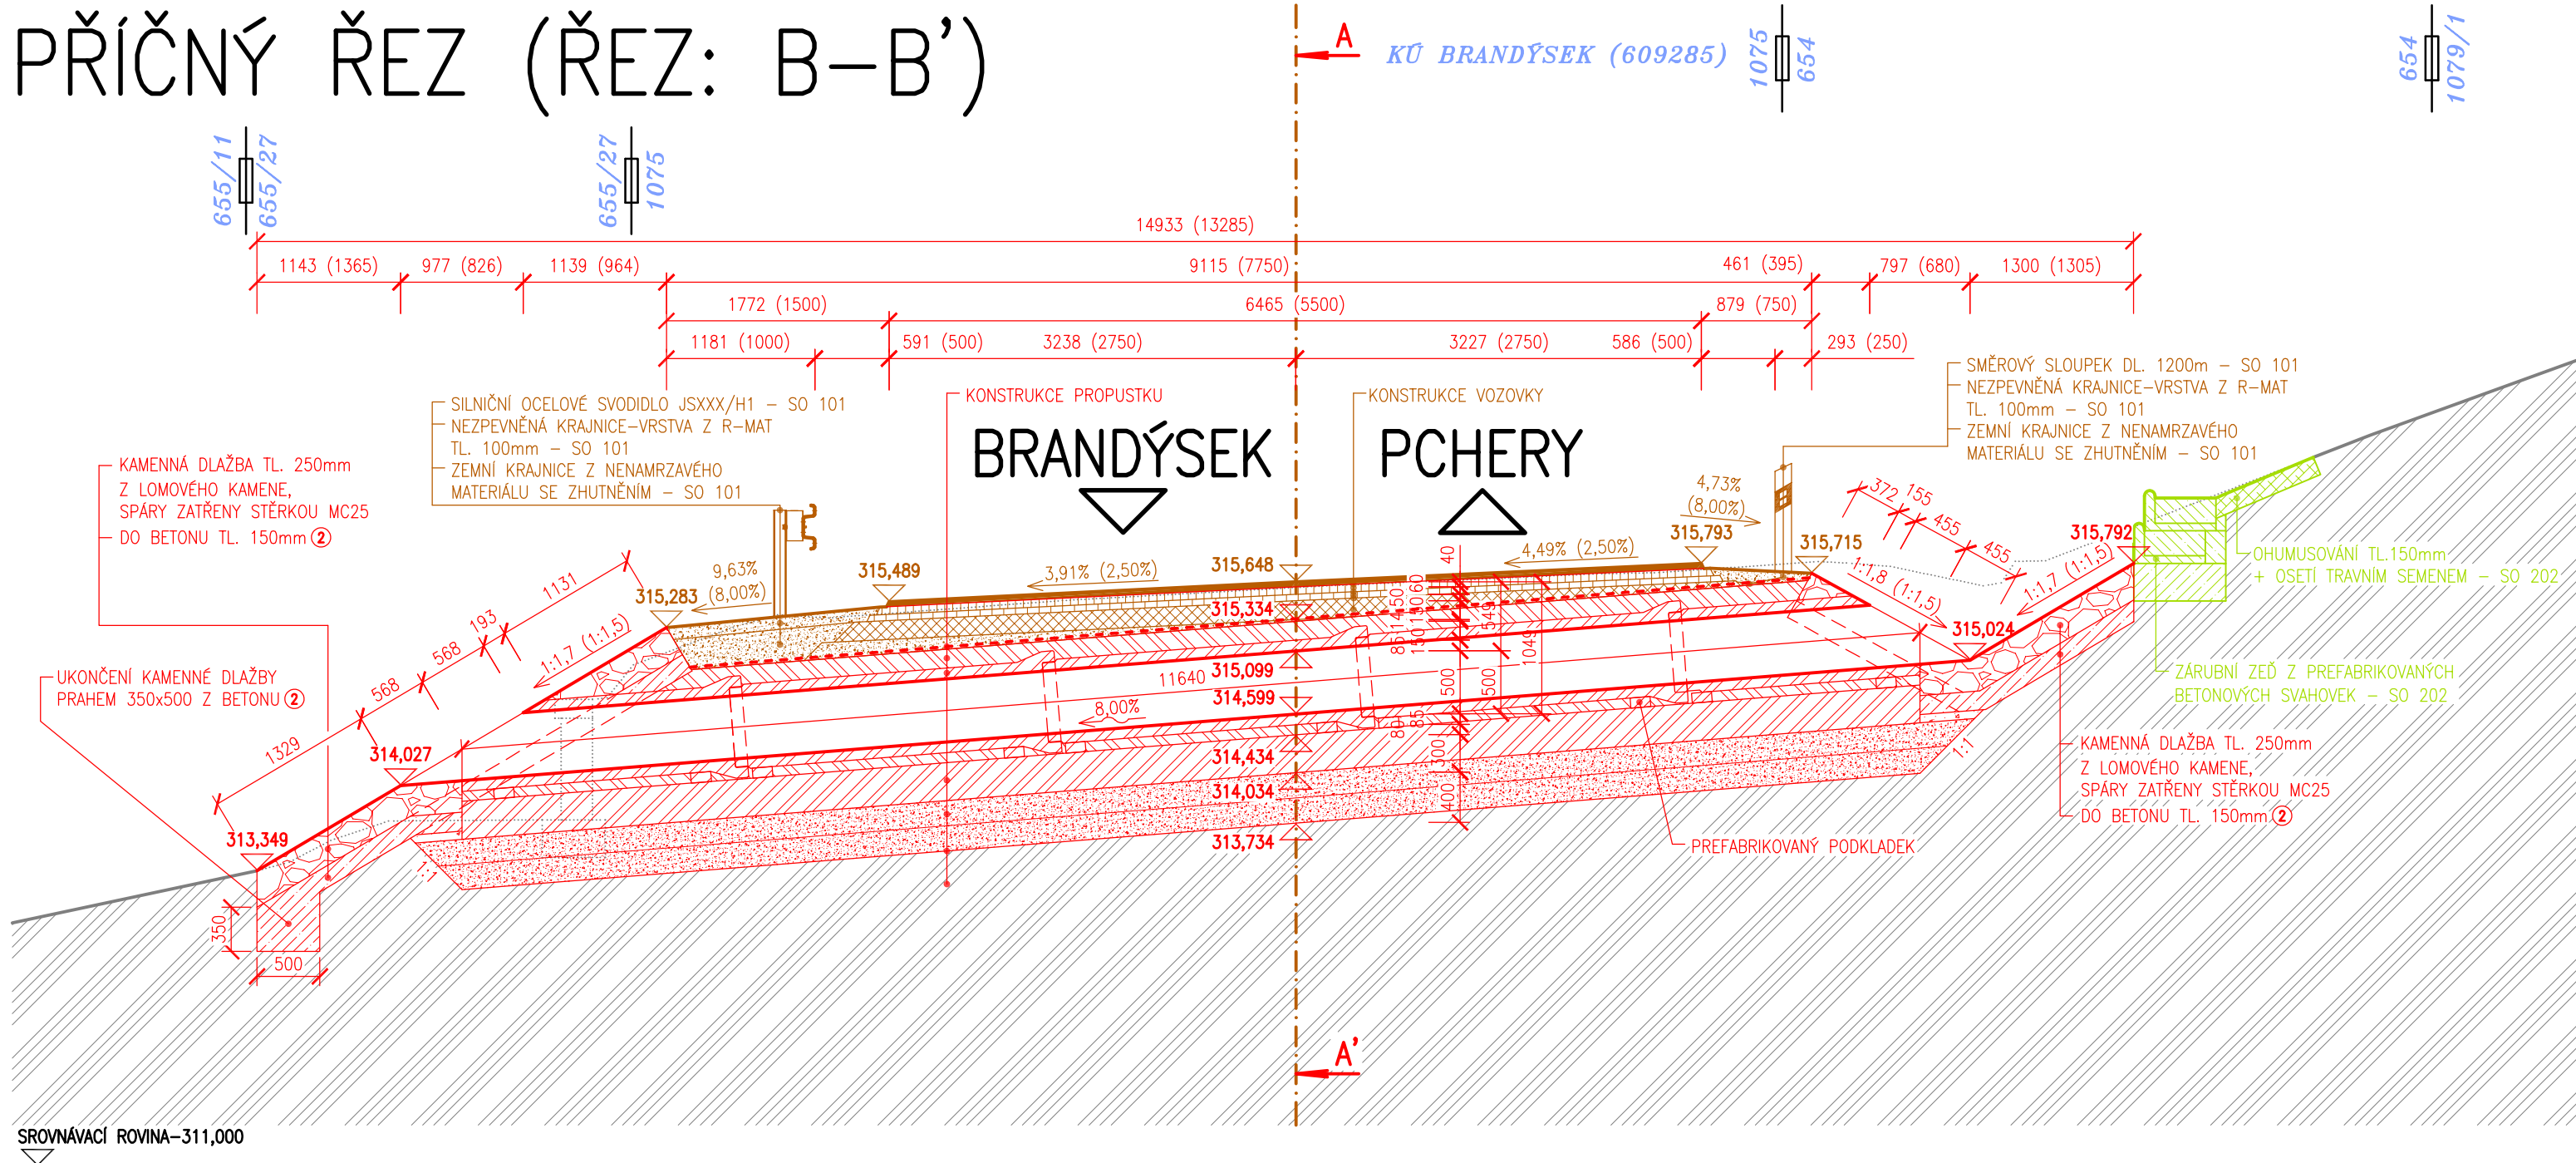 PŘÍČNÝ ŘEZ (ŘEZ: B–B')
A
KÚ BRANDÝSEK (609285)
1075
654
654
1079/1
655/11
655/27
655/27
1075
14933 (13285)
1143 (1365)
977 (826)
1139 (964)
9115 (7750)
461 (395)
797 (680)
1300 (1305)
1772 (1500)
6465 (5500)
879 (750)
1181 (1000)
591 (500)
3238 (2750)
3227 (2750)
586 (500)
293 (250)
SILNIČNÍ OCELOVÉ SVODIDLO JSXXX/H1 – SO 101
NEZPEVNĚNÁ KRAJNICE–VRSTVA Z R–MAT
TL. 100mm – SO 101
ZEMNÍ KRAJNICE Z NENAMRZAVÉHO
MATERIÁLU SE ZHUTNĚNÍM – SO 101
KONSTRUKCE PROPUSTKU
KONSTRUKCE VOZOVKY
SMĚROVÝ SLOUPEK DL. 1200m – SO 101
NEZPEVNĚNÁ KRAJNICE–VRSTVA Z R–MAT
TL. 100mm – SO 101
ZEMNÍ KRAJNICE Z NENAMRZAVÉHO
MATERIÁLU SE ZHUTNĚNÍM – SO 101
BRANDÝSEK
PCHERY
KAMENNÁ DLAŽBA TL. 250mm
Z LOMOVÉHO KAMENE,
SPÁRY ZATŘENY STĚRKOU MC25
DO BETONU TL. 150mm 2
UKONČENÍ KAMENNÉ DLAŽBY
PRAHEM 350x500 Z BETONU 2
1329
568
568
193
1131
1:1,7 (1:1,5)
315,283
9,63%
(8,00%)
315,489
3,91% (2,50%)
315,648
4,49% (2,50%)
315,793
4,73%
(8,00%)
315,715
372
155
455
455
1:1,8 (1:1,5)
315,024
1:1,7 (1:1,5)
315,792
OHUMUSOVÁNÍ TL.150mm
+ OSETÍ TRAVNÍM SEMENEM – SO 202
ZÁRUBNÍ ZEĎ Z PREFABRIKOVANÝCH
BETONOVÝCH SVAHOVEK – SO 202
KAMENNÁ DLAŽBA TL. 250mm
Z LOMOVÉHO KAMENE,
SPÁRY ZATŘENY STĚRKOU MC25
DO BETONU TL. 150mm 2
PREFABRIKOVANÝ PODKLADEK
315,334
315,099
314,599
314,434
314,034
313,734
11640
8,00%
40
60
150
85
549
1049
500
500
85
300
400
314,027
313,349
1:1
1:1
350
500
A'
SROVNÁVACÍ ROVINA–311,000